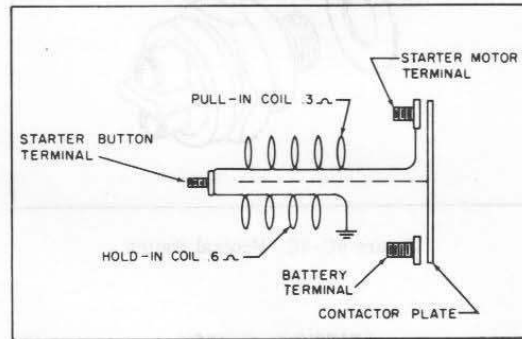 STARTER MOTOR
TERMINAL
PULL-IN COIL .3
STARTER BUTTON
TERMINAL
HOLD-IN COIL .6
BATTERY
TERMINAL
CONTACTOR PLATE